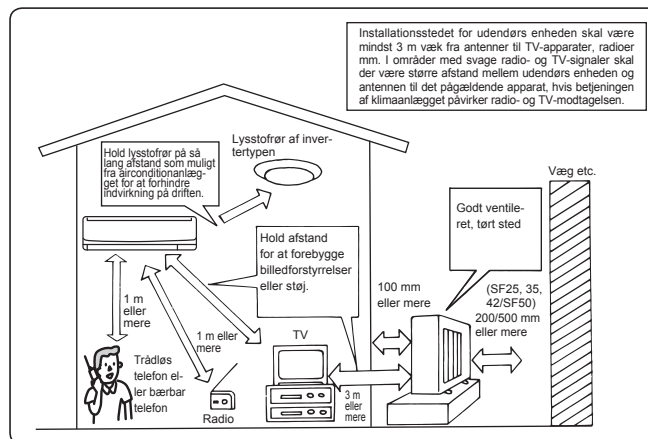 Installationsstedet for udendørs enheden skal være
mindst 3 m væk fra antenner til TV-apparater, radioer
mm. I områder med svage radio- og TV-signaler skal
der være større afstand mellem udendørs enheden og
antennen til det pågældende apparat, hvis betjeningen
af klimaanlægget påvirker radio- og TV-modtagelsen.
Lysstofrør af inver-
tertypen
Hold lysstofrør på så
lang afstand som muligt
fra airconditionanlæg-
get for at forhindre
indvirkning på driften.
Væg etc.
Godt ventile-
ret, tørt sted
Hold afstand
for at forebygge
billedforstyrrelser
eller støj.
100 mm
eller mere
(SF25, 35,
42/SF50)
200/500 mm
eller mere
1 m
eller
mere
1 m eller
mere
TV
Trådløs
telefon el-
ler bærbar
telefon
Radio
3 m
eller
mere